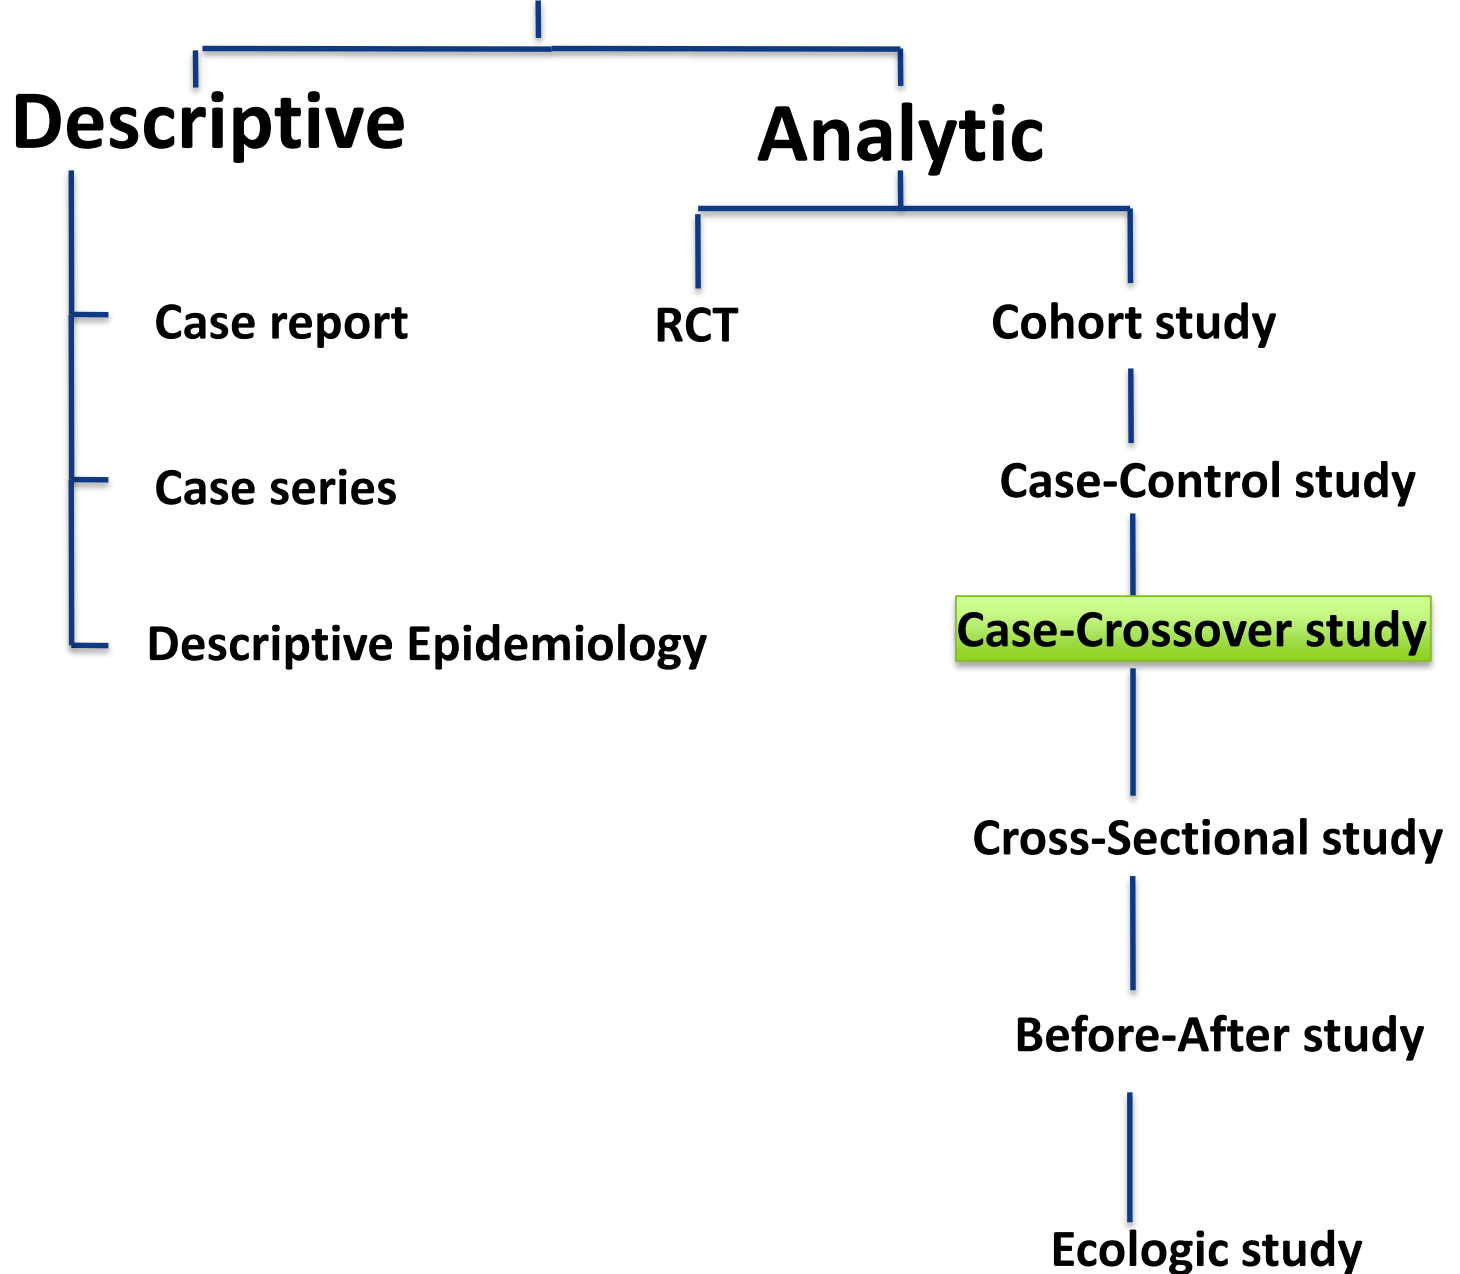 Descriptive
Analytic
Case report
RCT
Cohort study
Case series
Case-Control study
Descriptive Epidemiology
Case-Crossover study
Cross-Sectional study
Before-After study
Ecologic study